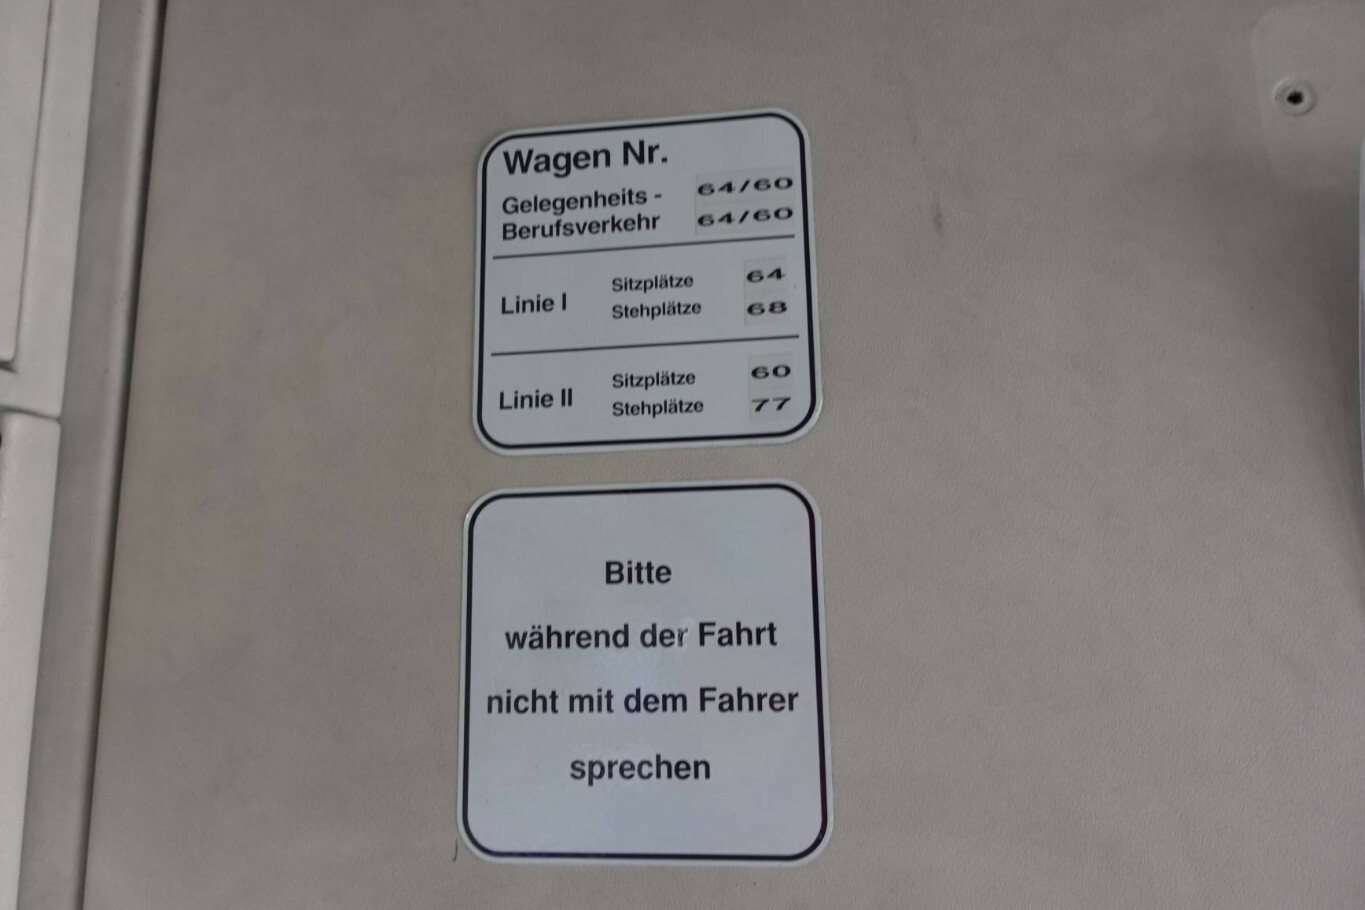 Wagen Nr.
Gelegenheits - 64/60
Berufsverkehr 64/60
Linie I Sitzplätze 64
Stehplätze 68
Linie II Sitzplätze 60
Stehplätze 77
Bitte
während der Fahrt
nicht mit dem Fahrer
sprechen